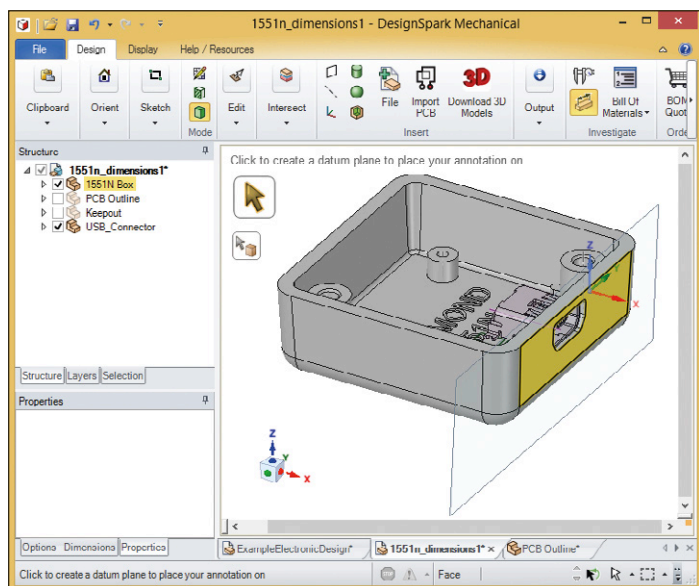 1551n_dimensions1 - DesignSpark Mechanical
File Design Display Help / Resources
Clipboard Orient Sketch Mode Edit Intersect File Import PCB Download 3D Models Insert Output Bill Of Materials Investigate BOM Quot Orde
3D
Structure
1551n_dimensions1*
1551N Box
PCB Outline
Keepout
USB_Connector
Structure Layers Selection
Properties
Options Dimensions Properties
Click to create a datum plane to place your annotation on
MOND
51N
Z
Y
X
Z
Y
X
ExampleElectronicDesign* 1551n_dimensions1* PCB Outline*
Click to create a datum plane to place your annotation on Face